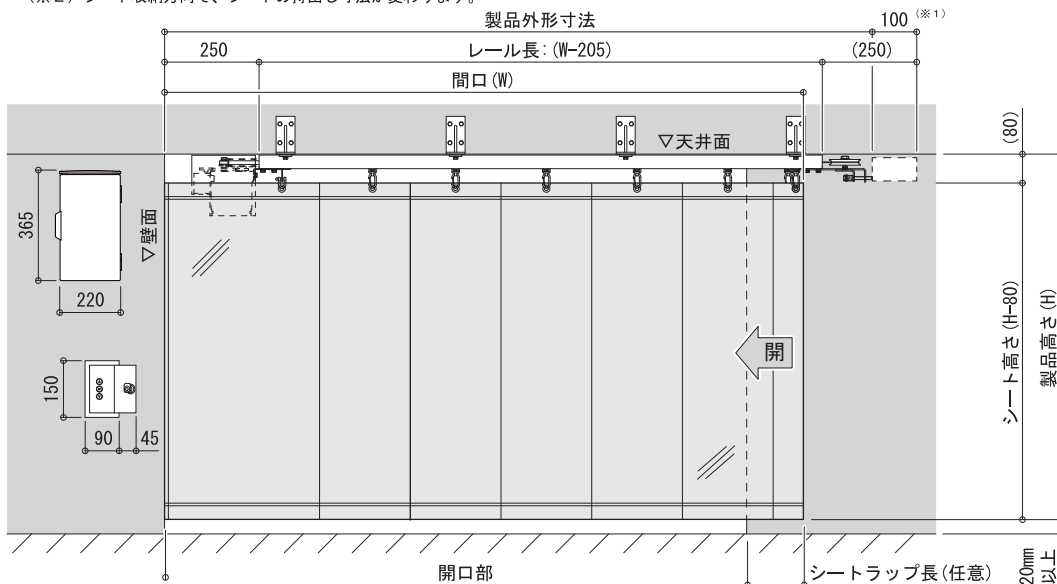 (※2) シート収納方向で、シートの持出し寸法が変わります。
製品外形寸法
100 (※1)
250
レール長:(W-205)
(250)
間口(W)
▽天井面
(80)
365
▽壁面
220
開
シート高さ(H-80)
製品高さ(H)
150
90
45
開口部
シートラップ長(任意)
20mm
以上